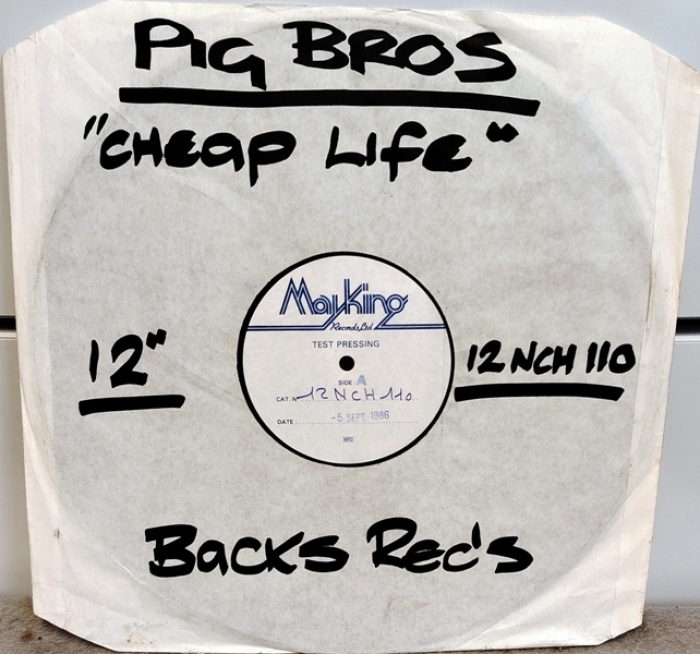 PIG BROS
"CHEAP LIFE"
MayKing
Records Ltd
TEST PRESSING
12"
12 NCH 110
SIDE A
CAT. No 12 NCH 110
DATE: -5 SEPT. 1986
BACKS REC'S